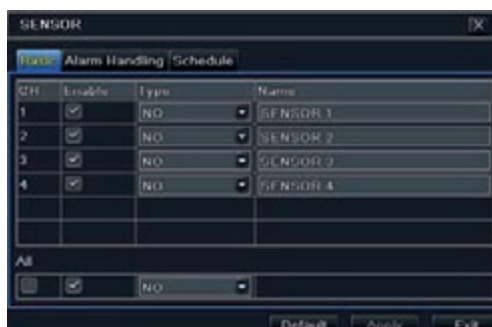 SENSOR
Basic Alarm Handling Schedule
CH Enable Type Name
1 NO SENSOR 1
2 NO SENSOR 2
3 NO SENSOR 3
4 NO SENSOR 4
All
NO
Default Apply Exit